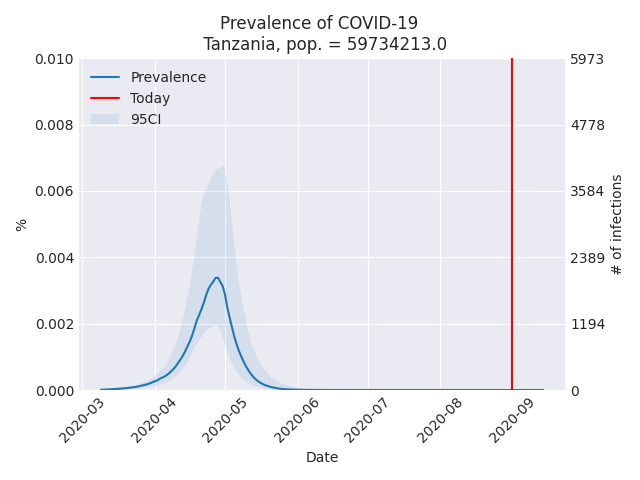 Prevalence of COVID-19
Tanzania, pop. = 59734213.0
Prevalence
Today
95CI
0.010
0.008
0.006
0.004
0.002
0.000
%
5973
4778
3584
2389
1194
0
# of infections
2020-03
2020-04
2020-05
2020-06
2020-07
2020-08
2020-09
Date